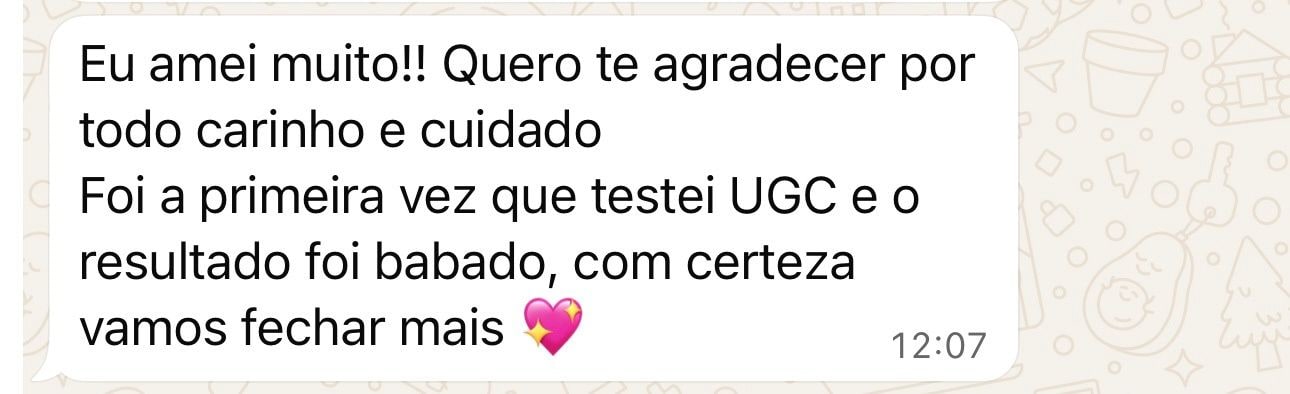 Eu amei muito!! Quero te agradecer por
todo carinho e cuidado
Foi a primeira vez que testei UGC e o
resultado foi babado, com certeza
vamos fechar mais 💖
12:07